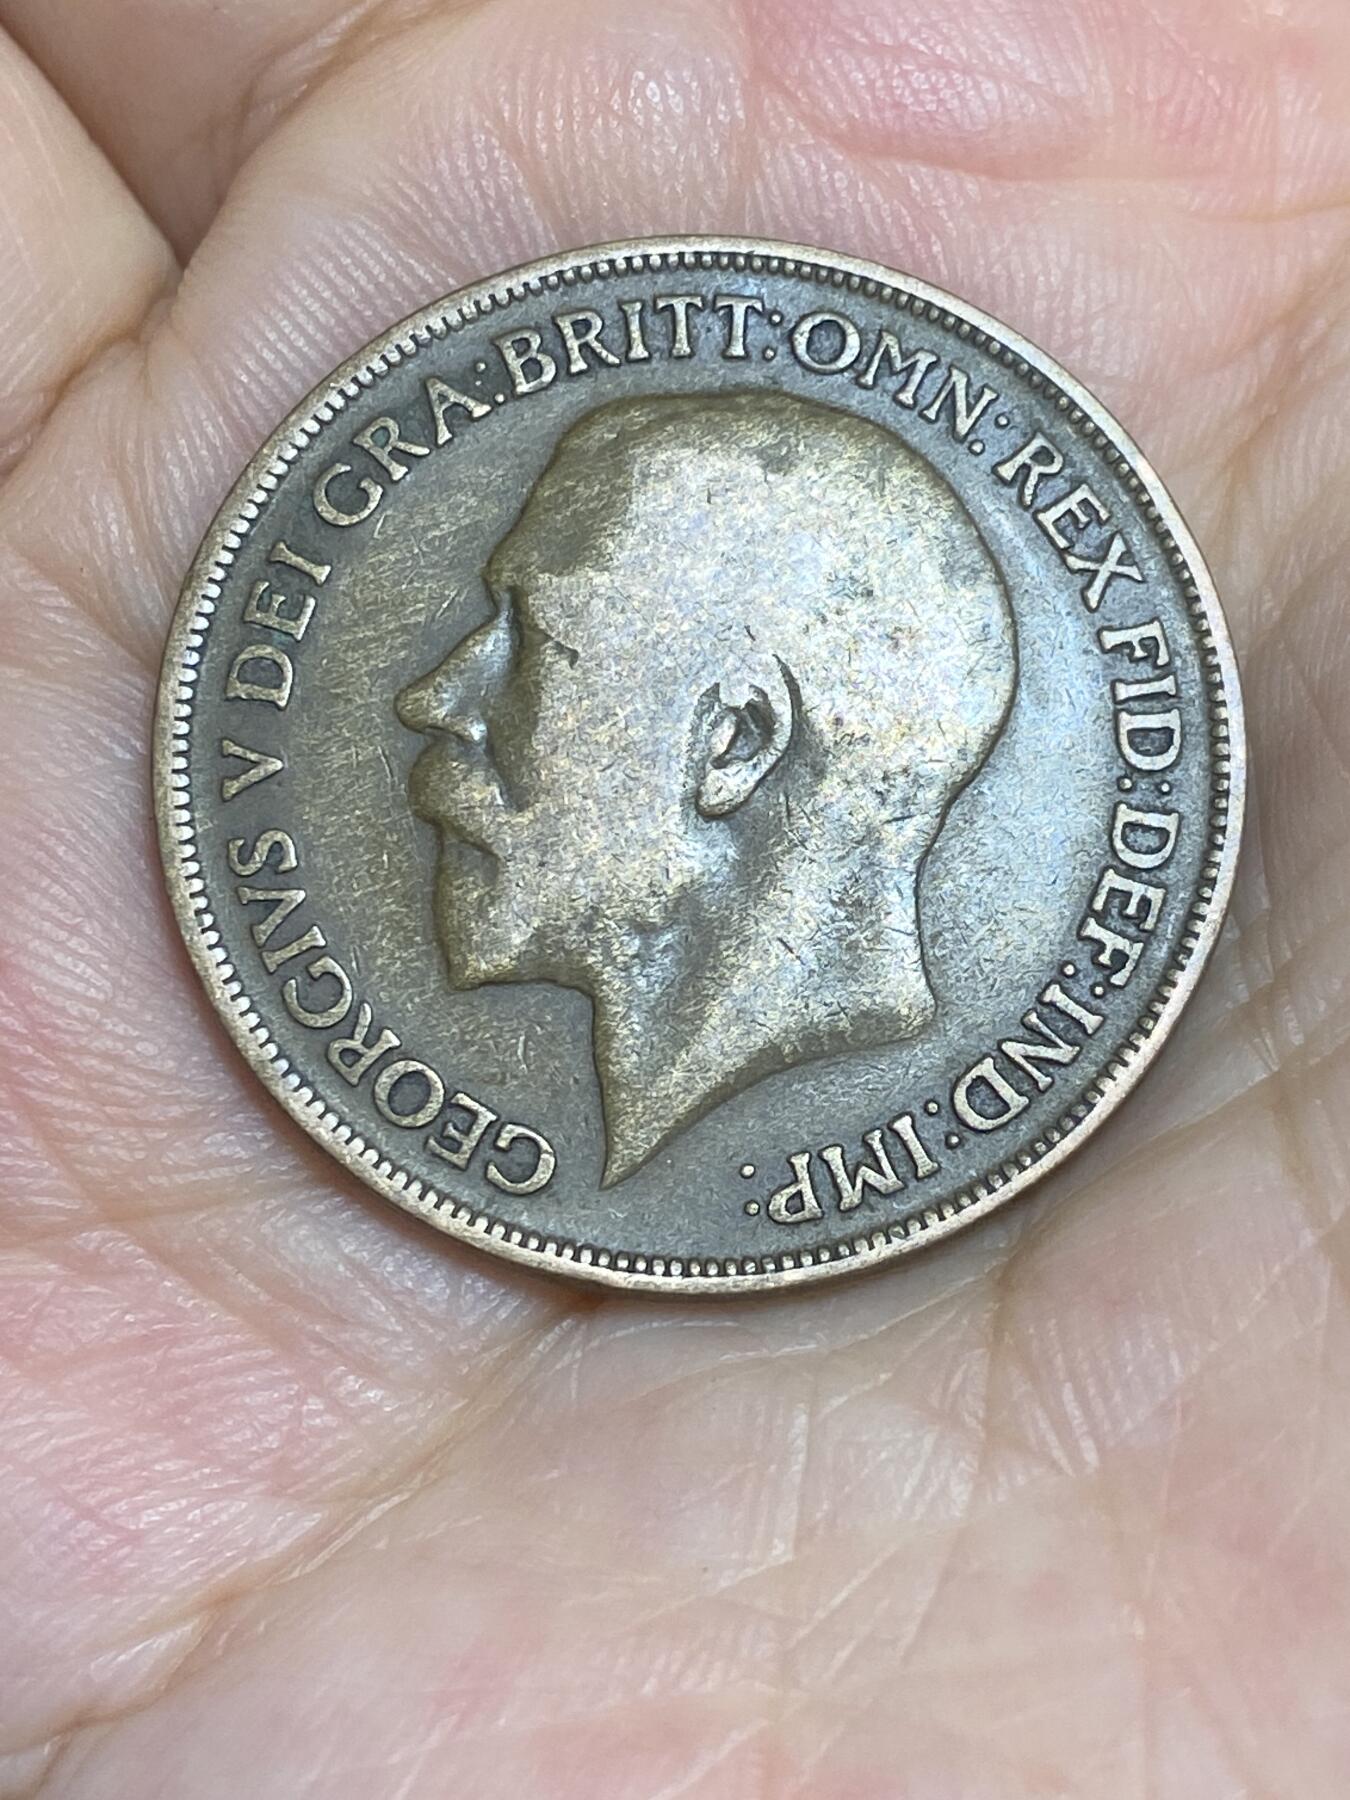 GEORGIVS V DEI GRA:BRITT:OMN:REX FID:DEF:IND:IMP: